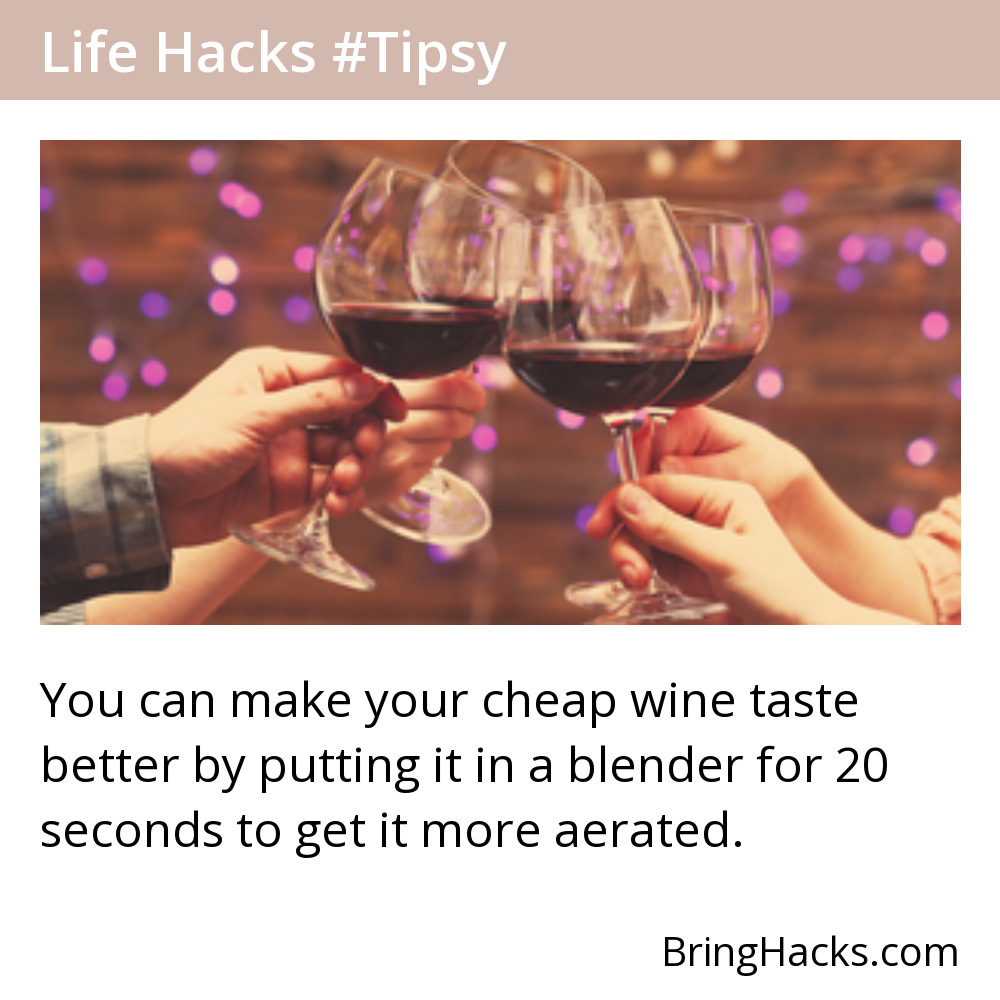 Life Hacks #Tipsy
You can make your cheap wine taste
better by putting it in a blender for 20
seconds to get it more aerated.
BringHacks.com